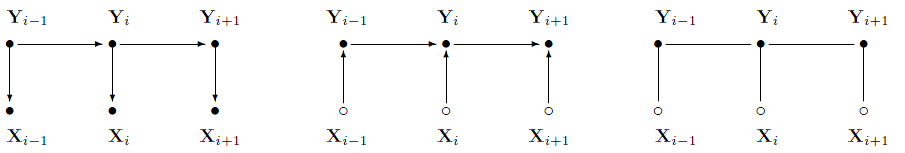 Y_{i-1} Y_i Y_{i+1} Y_{i-1} Y_i Y_{i+1} Y_{i-1} Y_i Y_{i+1}
X_{i-1} X_i X_{i+1} X_{i-1} X_i X_{i+1} X_{i-1} X_i X_{i+1}